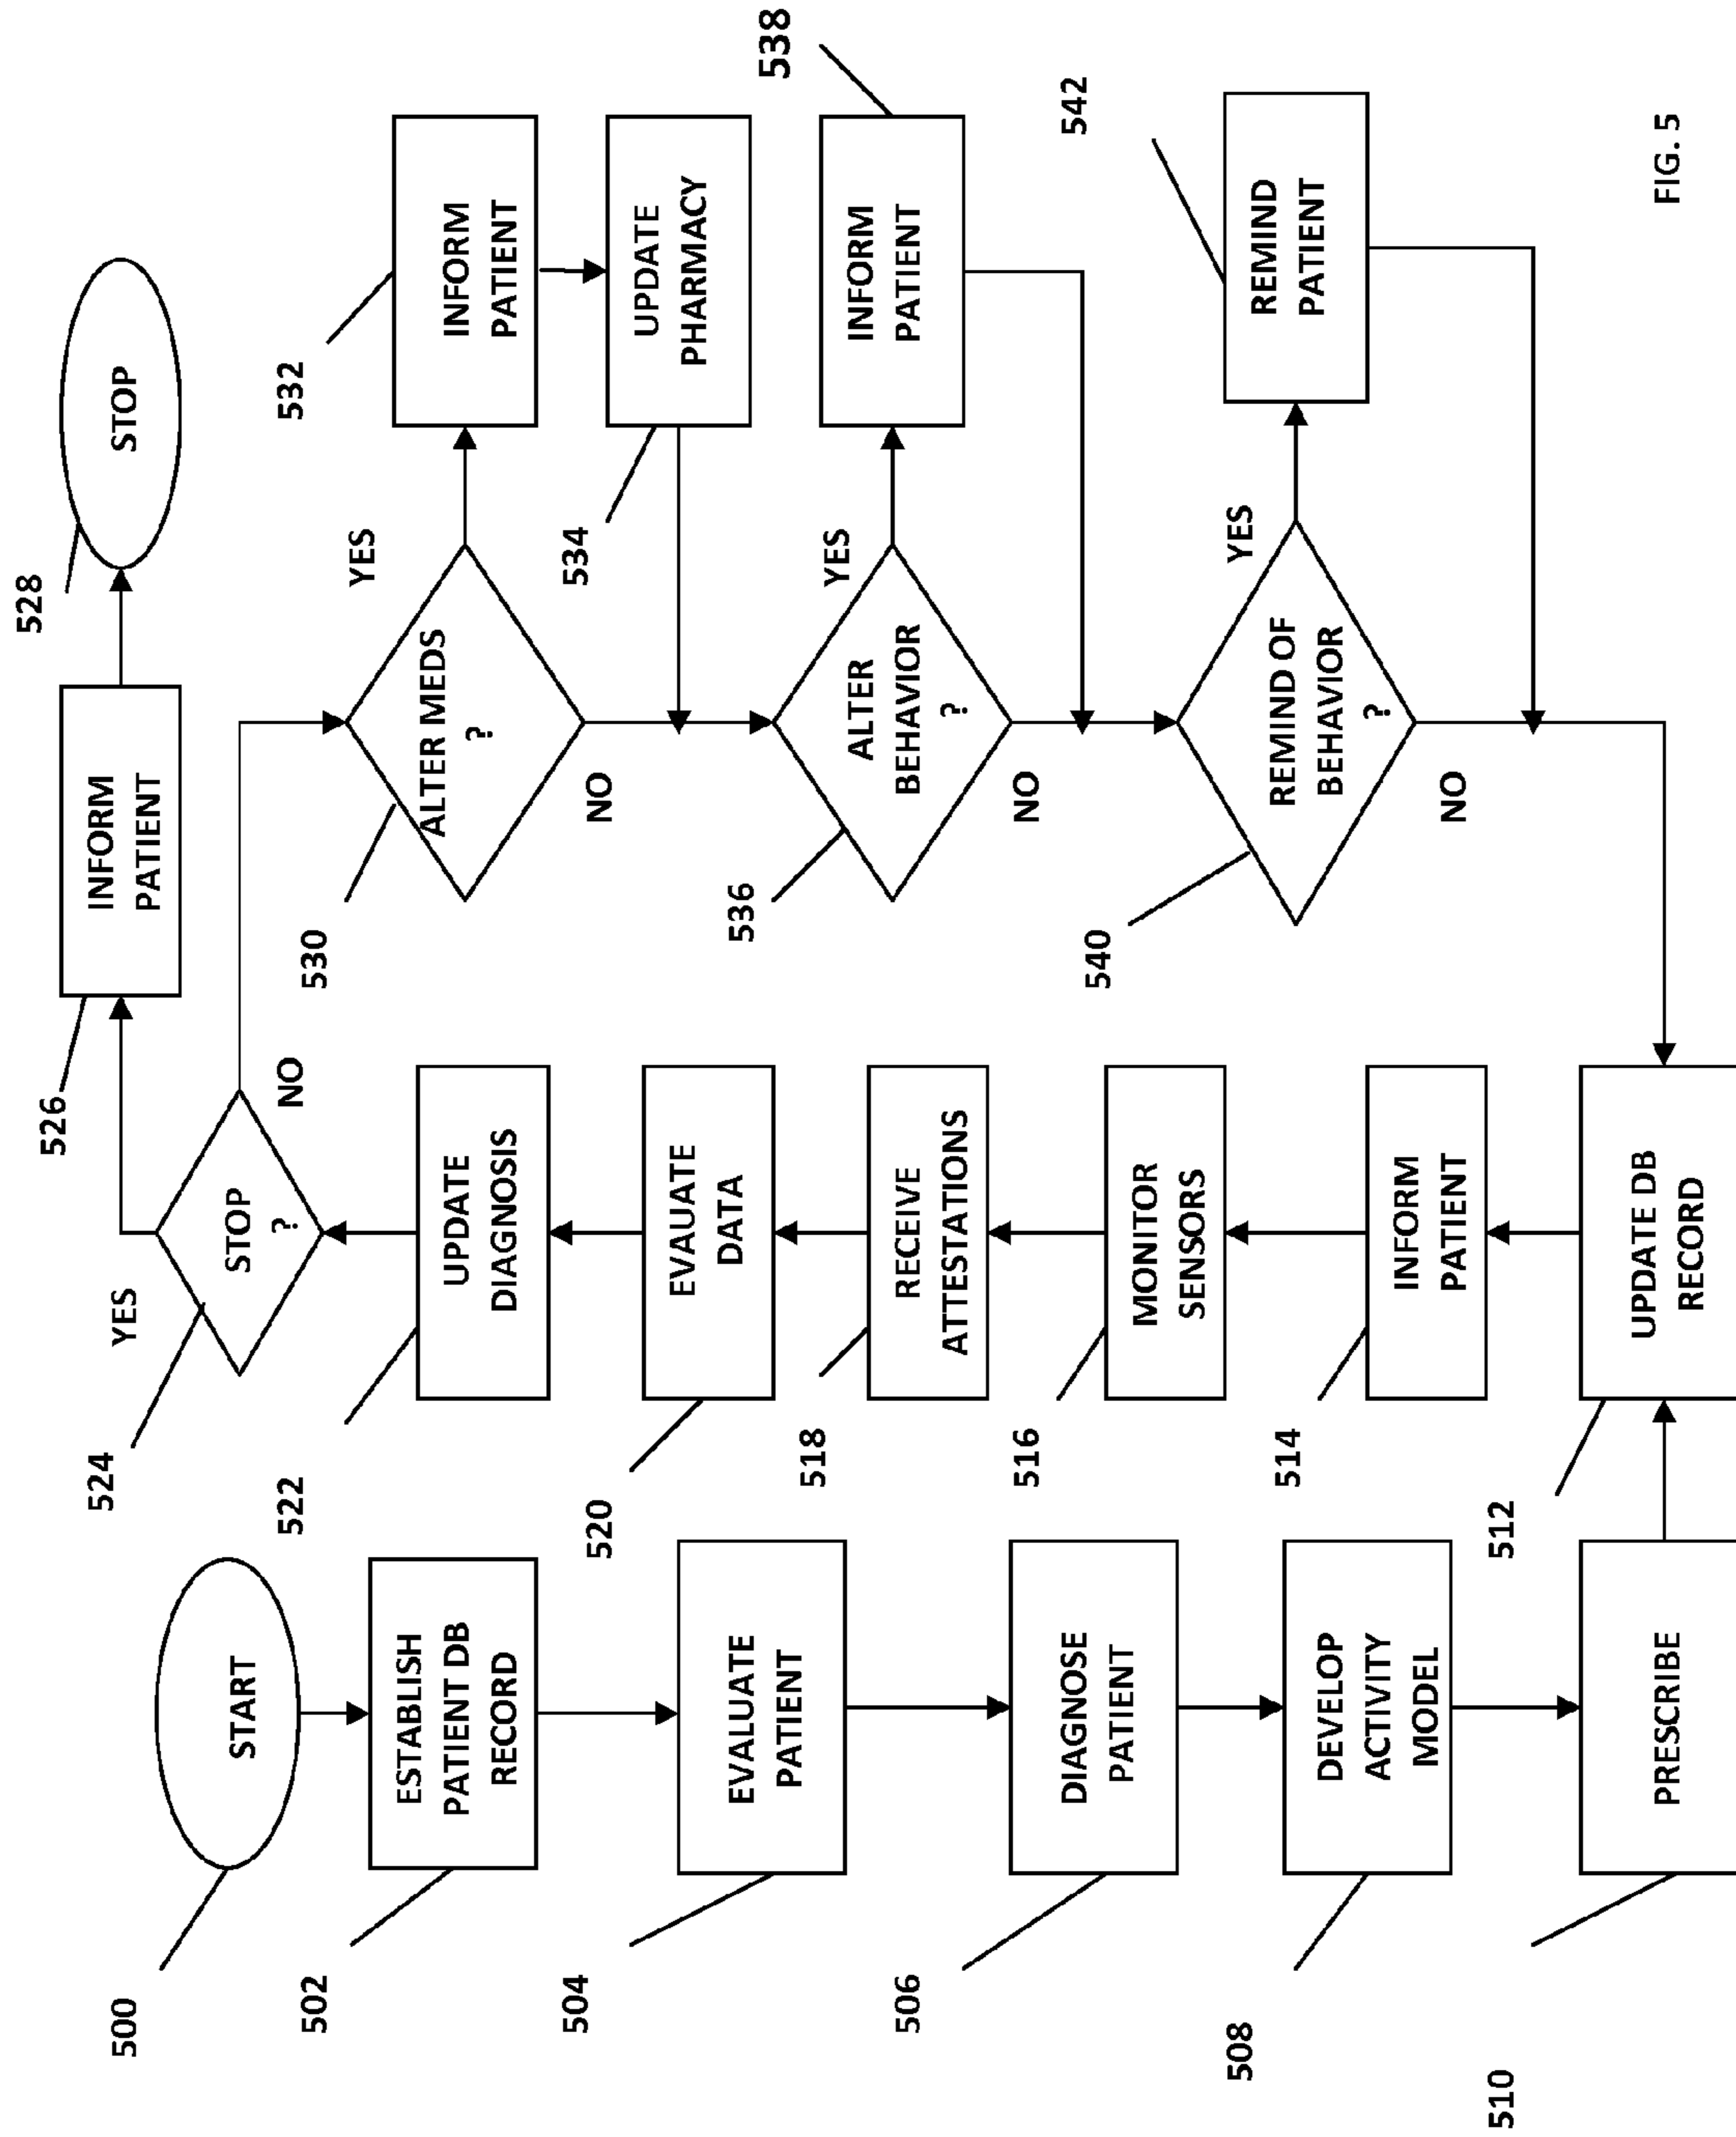 500
START
502
ESTABLISH
PATIENT DB
RECORD
504
EVALUATE
PATIENT
506
DIAGNOSE
PATIENT
508
DEVELOP
ACTIVITY
MODEL
510
PRESCRIBE
512
UPDATE DB
RECORD
514
INFORM
PATIENT
516
MONITOR
SENSORS
518
RECEIVE
ATTESTATIONS
520
EVAUATE
DATA
522
UPDATE
DIAGNOSIS
524
STOP
?
YES
NO
526
INFORM
PATIENT
528
STOP
530
ALTER MEDS
?
YES
NO
532
INFORM
PATIENT
534
UPDATE
PHARMACY
536
ALTER
BEHAVIOR
?
YES
NO
538
INFORM
PATIENT
540
REMIND OF
BEHAVIOR
?
YES
NO
542
REMIND
PATIENT
FIG. 5